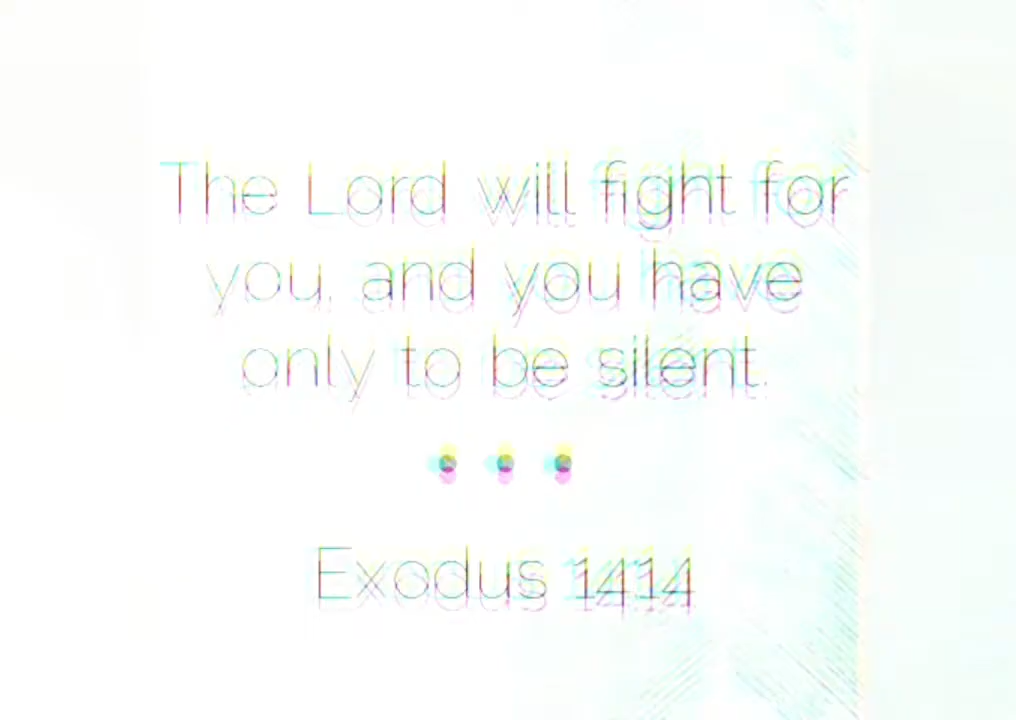 The Lord will fight for
you, and you have
only to be silent.
Exodus 1414